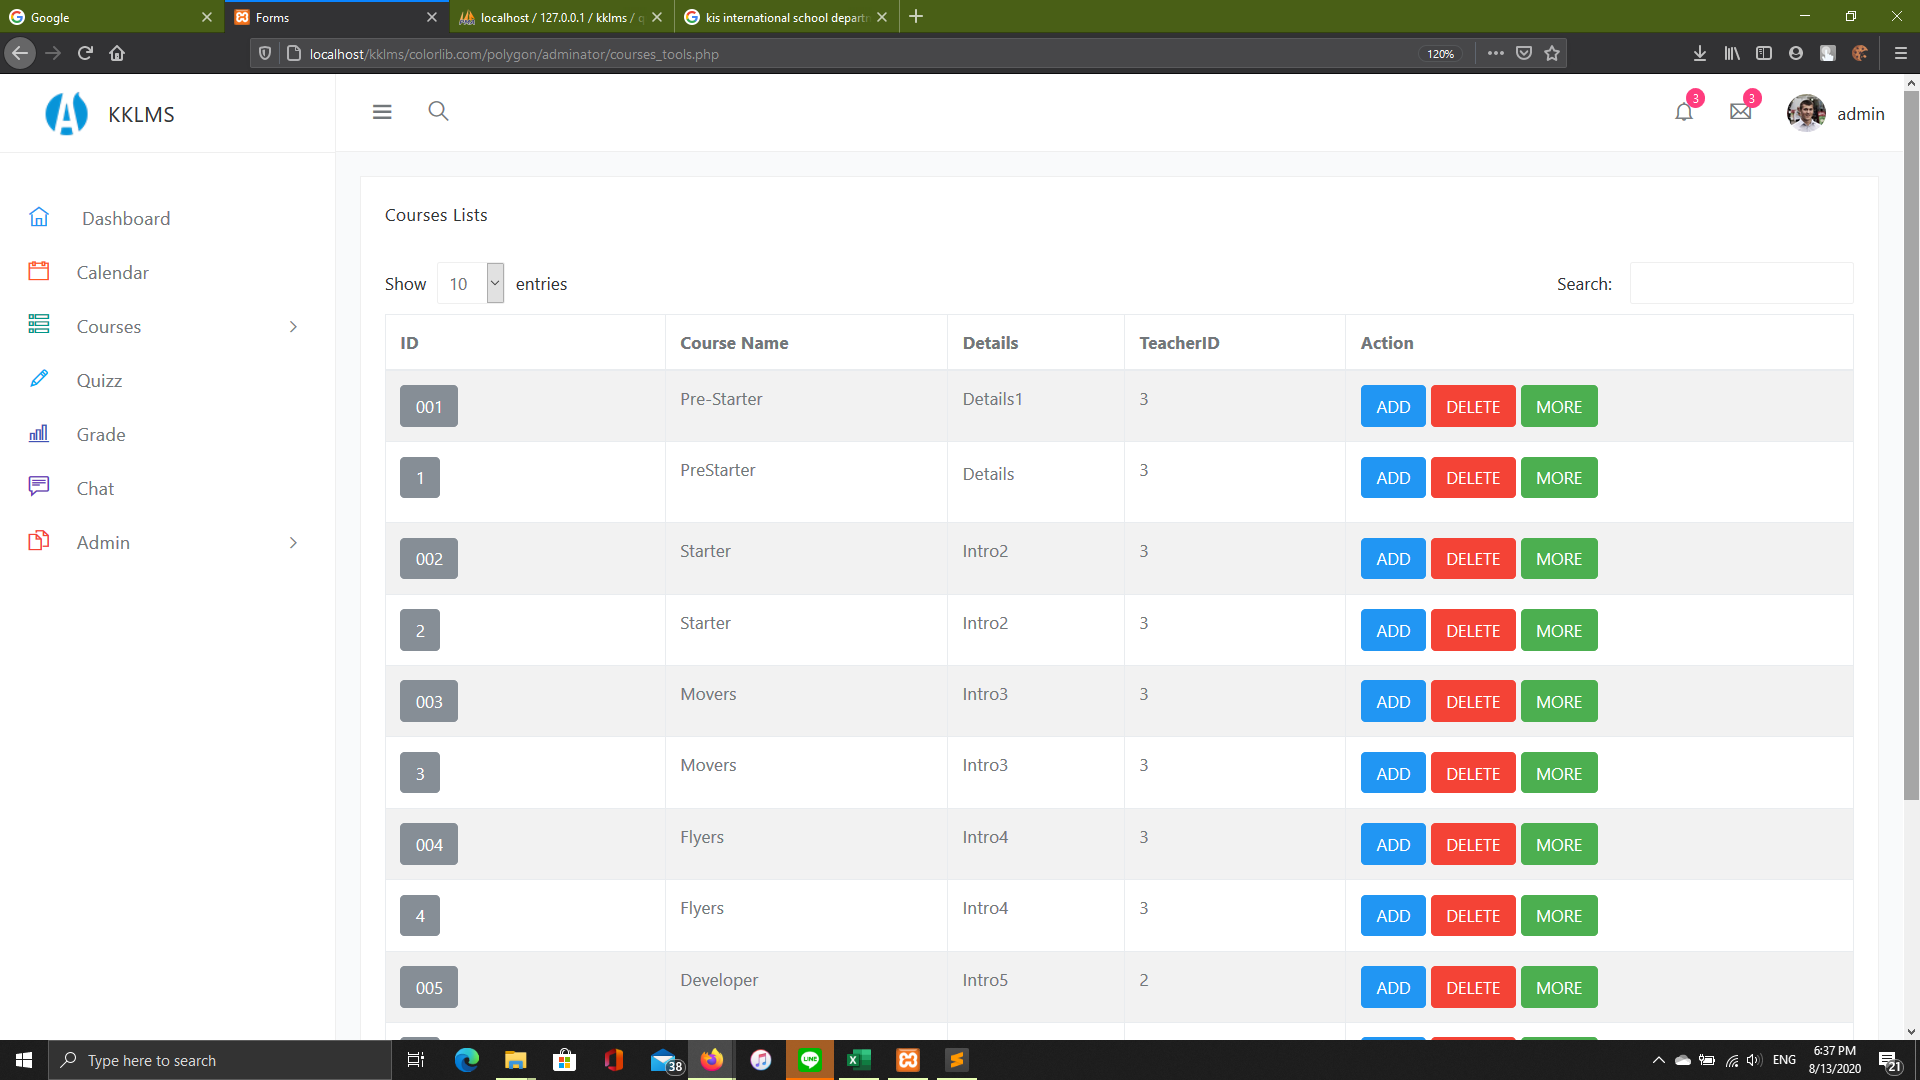 Google
Forms
localhost / 127.0.0.1 / kklms / q
kis international school departm
localhost/kklms/colorlib.com/polygon/adminator/courses_tools.php
120%
KKLMS
3
3
admin
Dashboard
Calendar
Courses
Quizz
Grade
Chat
Admin
Courses Lists
Show 10 entries
Search:
ID Course Name Details TeacherID Action
001 Pre-Starter Details1 3 ADD DELETE MORE
1 PreStarter Details 3 ADD DELETE MORE
002 Starter Intro2 3 ADD DELETE MORE
2 Starter Intro2 3 ADD DELETE MORE
003 Movers Intro3 3 ADD DELETE MORE
3 Movers Intro3 3 ADD DELETE MORE
004 Flyers Intro4 3 ADD DELETE MORE
4 Flyers Intro4 3 ADD DELETE MORE
005 Developer Intro5 2 ADD DELETE MORE
Type here to search
38
LINE
ENG
6:37 PM
8/13/2020
21